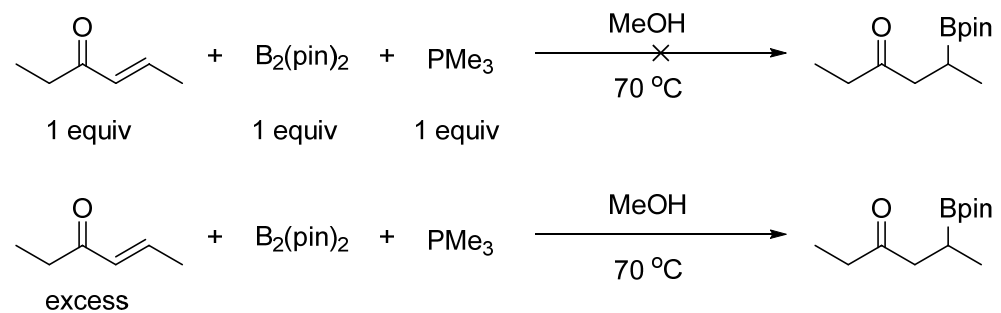 O + B₂(pin)₂ + PMe₃ MeOH 70 °C O Bpin
1 equiv 1 equiv 1 equiv
O + B₂(pin)₂ + PMe₃ MeOH 70 °C O Bpin
excess